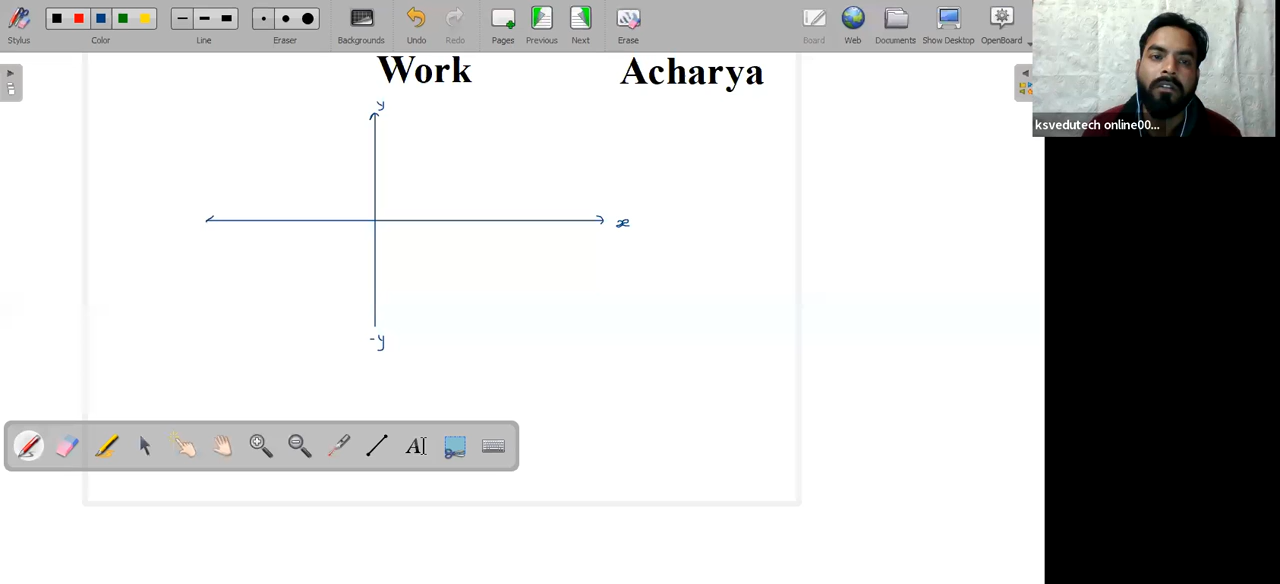 Stylus Color Line Eraser Backgrounds Undo Redo Pages Previous Next Erase Board Web Documents Show Desktop OpenBoard
Work Acharya
ksvedutech online00...
y
x
-y
A